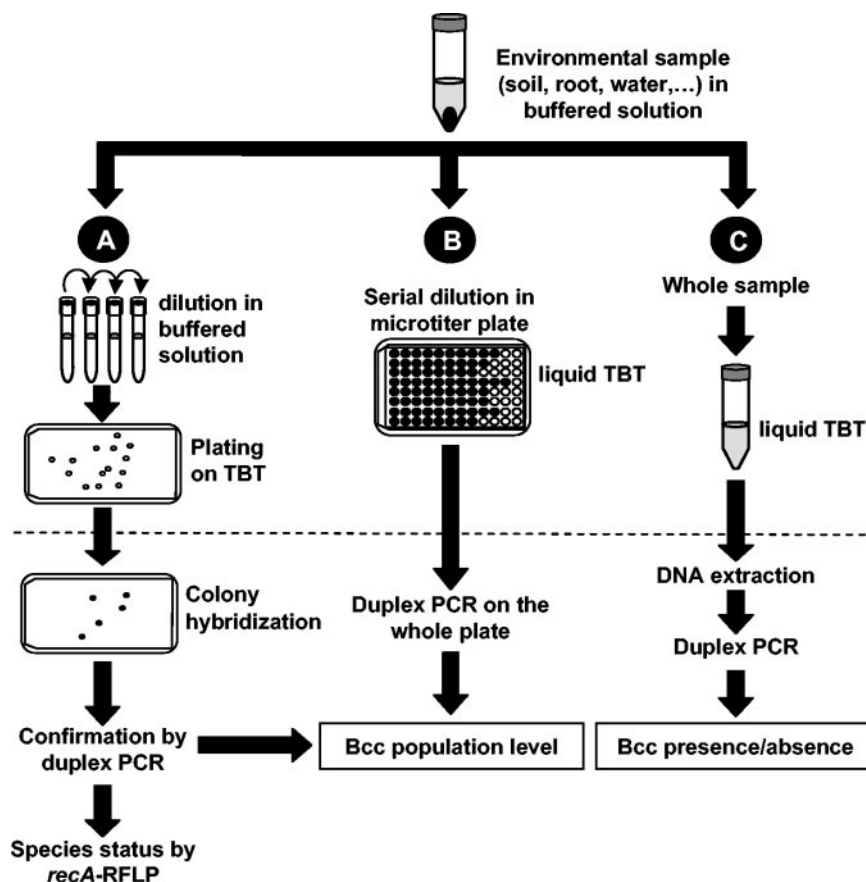 Environmental sample
(soil, root, water,...) in
buffered solution
A
dilution in
buffered
solution
Plating
on TBT
Colony
hybridization
Confirmation by
duplex PCR
Species status by
recA-RFLP
B
Serial dilution in
microtiter plate
liquid TBT
Duplex PCR on the
whole plate
Bcc population level
C
Whole sample
liquid TBT
DNA extraction
Duplex PCR
Bcc presence/absence